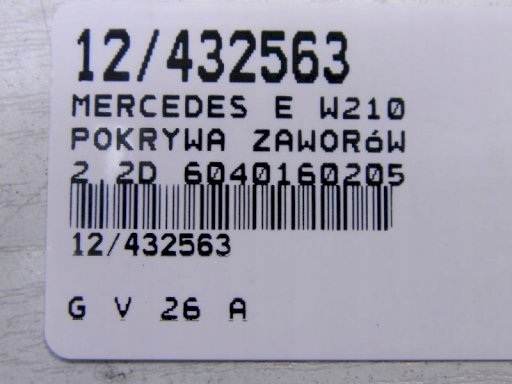 12/432563
MERCEDES E W210
POKRYWA ZAWORóW
2.2D 6040160205
12/432563
G V 26 A